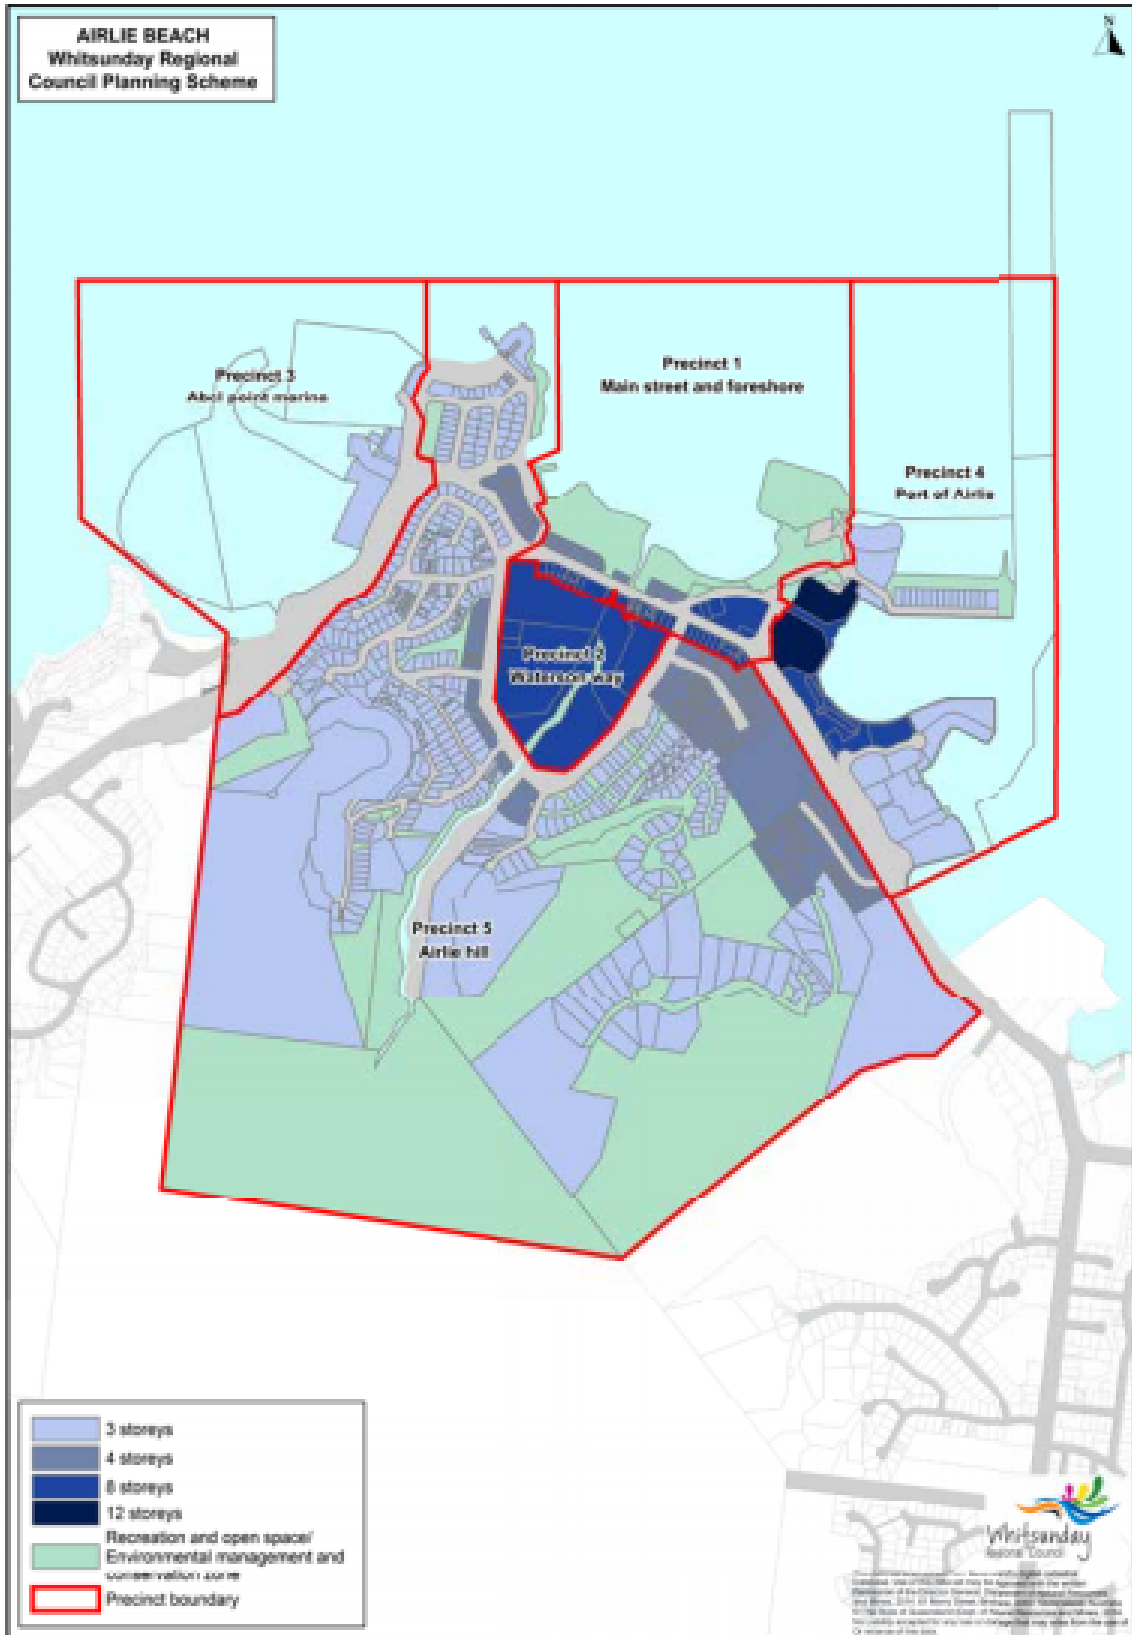 AIRLIE BEACH
Whitsunday Regional
Council Planning Scheme
N
Precinct 3
Abel point marina
Precinct 1
Main street and foreshore
Precinct 4
Port of Airlie
Precinct 2
Waterson way
Precinct 5
Airlie hill
3 storeys
4 storeys
8 storeys
12 storeys
Recreation and open space/
Environmental management and
conservation zone
Precinct boundary
Whitsunday
Regional Council